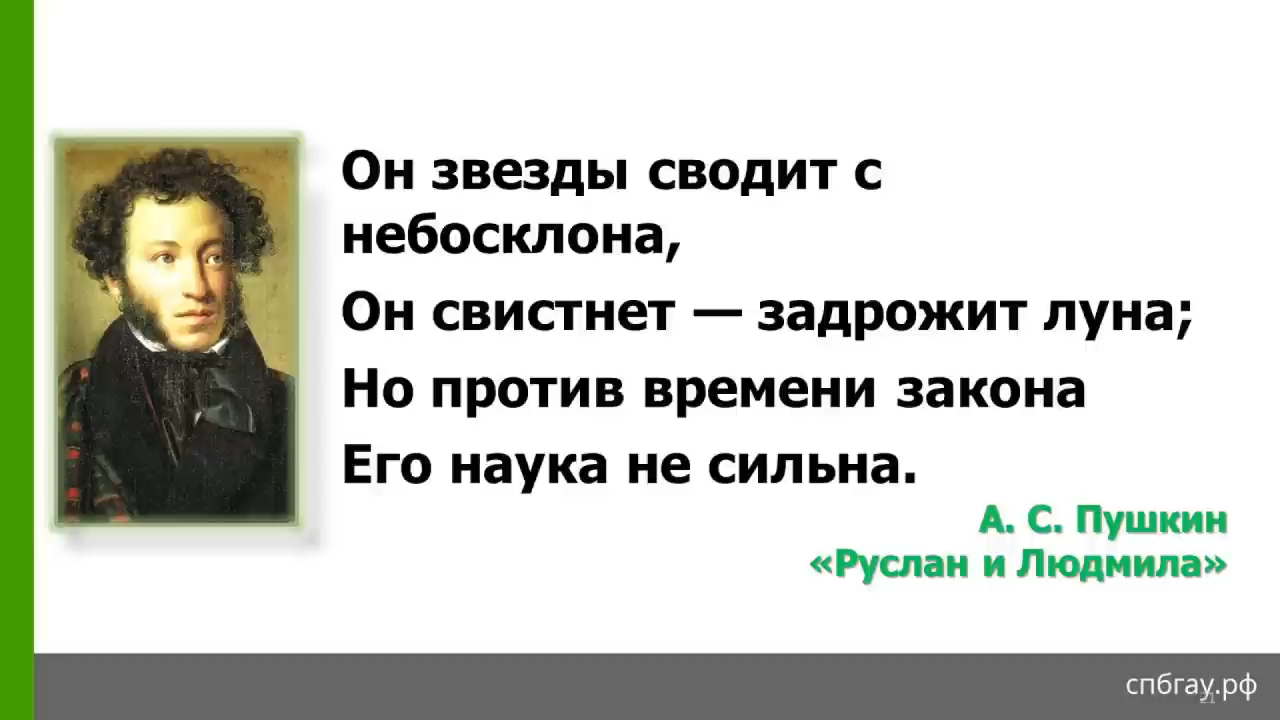 Он звезды сводит с
небосклона,
Он свистнет — задрожит луна;
Но против времени закона
Его наука не сильна.
А. С. Пушкин
«Руслан и Людмила»
спбгау.рф
21